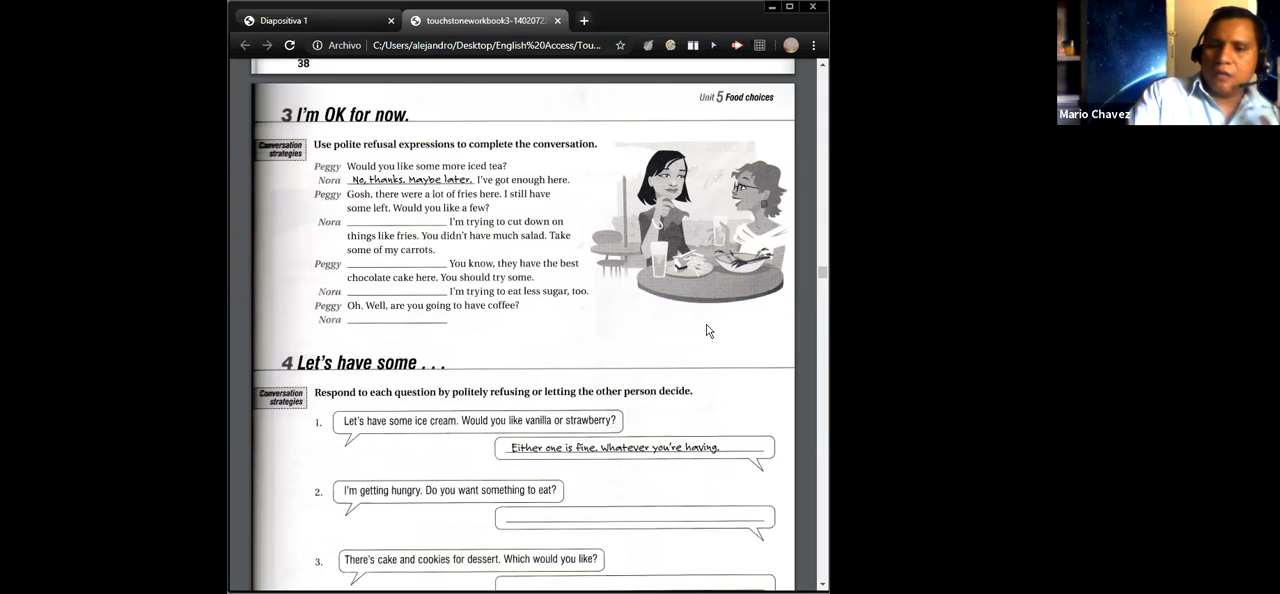 Diapositiva 1
touchstoneworkbook3-1402072
Archivo
C:/Users/alejandro/Desktop/English%20Access/Tou...
38
Unit 5 Food choices
3 I'm OK for now.
Conversation strategies
Use polite refusal expressions to complete the conversation.
Peggy Would you like some more iced tea?
Nora No, thanks. Maybe later. I've got enough here.
Peggy Gosh, there were a lot of fries here. I still have
some left. Would you like a few?
Nora I'm trying to cut down on
things like fries. You didn't have much salad. Take
some of my carrots.
Peggy You know, they have the best
chocolate cake here. You should try some.
Nora I'm trying to eat less sugar, too.
Peggy Oh. Well, are you going to have coffee?
Nora
4 Let's have some . . .
Conversation strategies
Respond to each question by politely refusing or letting the other person decide.
1. Let's have some ice cream. Would you like vanilla or strawberry?
Either one is fine. Whatever you're having.
2. I'm getting hungry. Do you want something to eat?
3. There's cake and cookies for dessert. Which would you like?
Mario Chavez